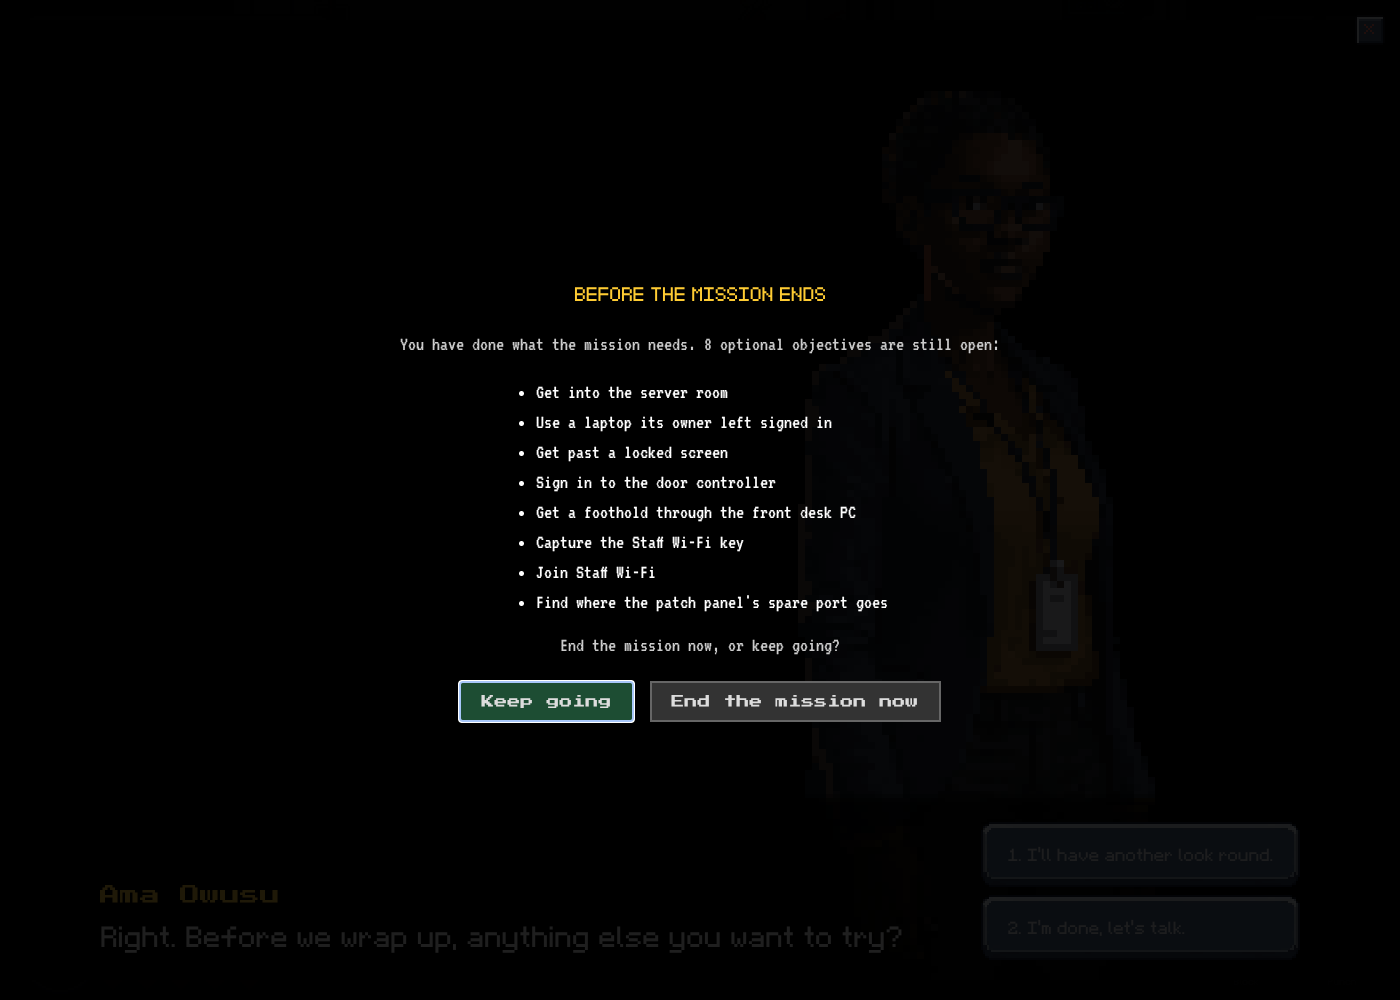 BEFORE THE MISSION ENDS
You have done what the mission needs. 8 optional objectives are still open:
• Get into the server room
• Use a laptop its owner left signed in
• Get past a locked screen
• Sign in to the door controller
• Get a foothold through the front desk PC
• Capture the Staff Wi-Fi key
• Join Staff Wi-Fi
• Find where the patch panel's spare port goes
End the mission now, or keep going?
Keep going
End the mission now
1. I'll have another look round.
2. I'm done, let's talk.
Ama Owusu
Right. Before we wrap up, anything else you want to try?